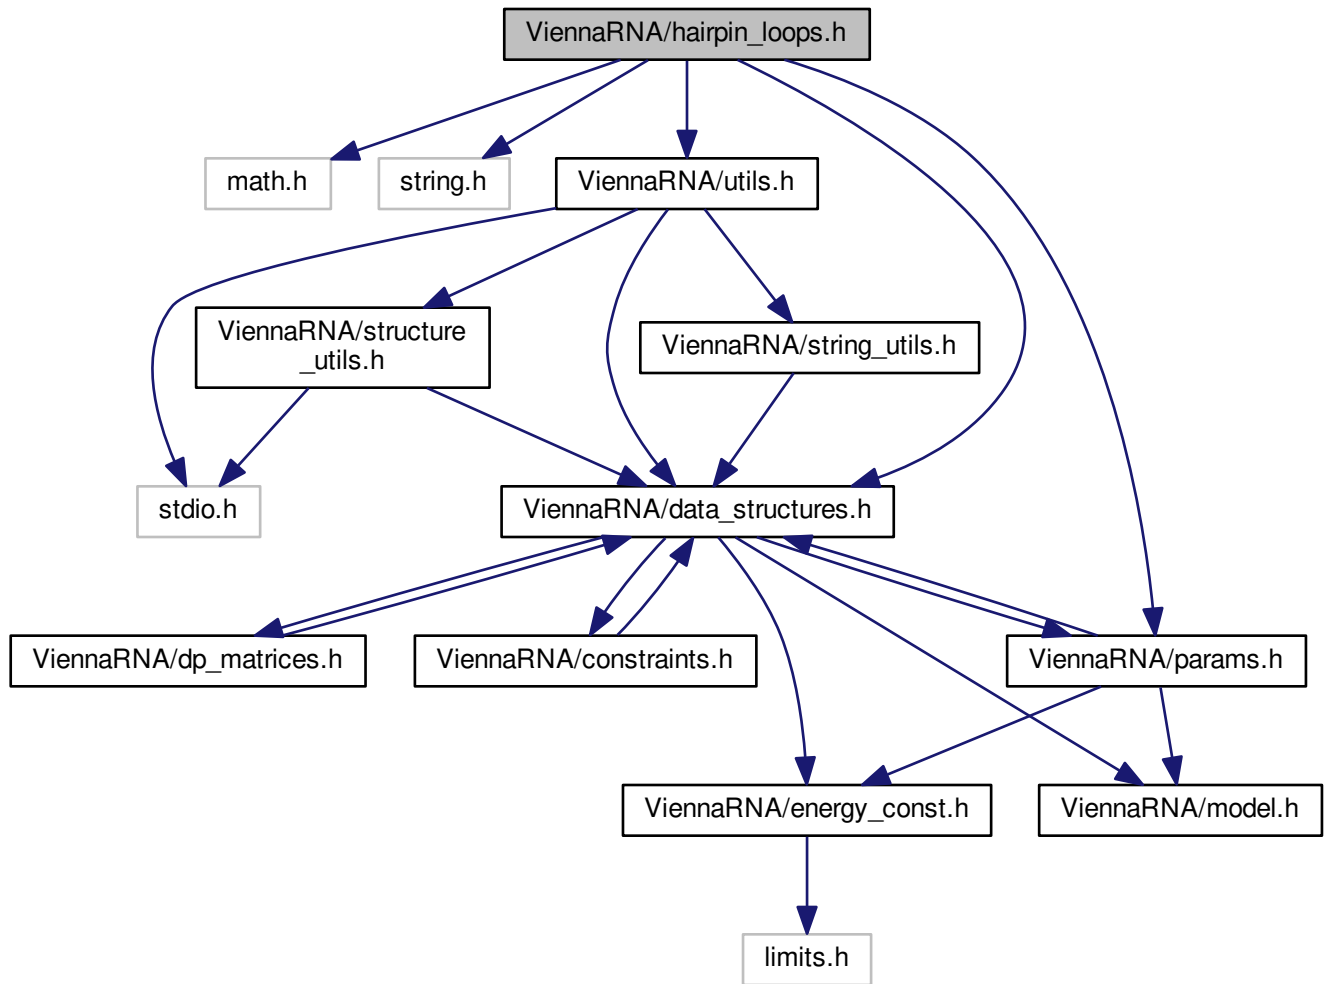 ViennaRNA/hairpin_loops.h
math.h
string.h
ViennaRNA/utils.h
ViennaRNA/structure
_utils.h
ViennaRNA/string_utils.h
stdio.h
ViennaRNA/data_structures.h
ViennaRNA/dp_matrices.h
ViennaRNA/constraints.h
ViennaRNA/params.h
ViennaRNA/energy_const.h
ViennaRNA/model.h
limits.h